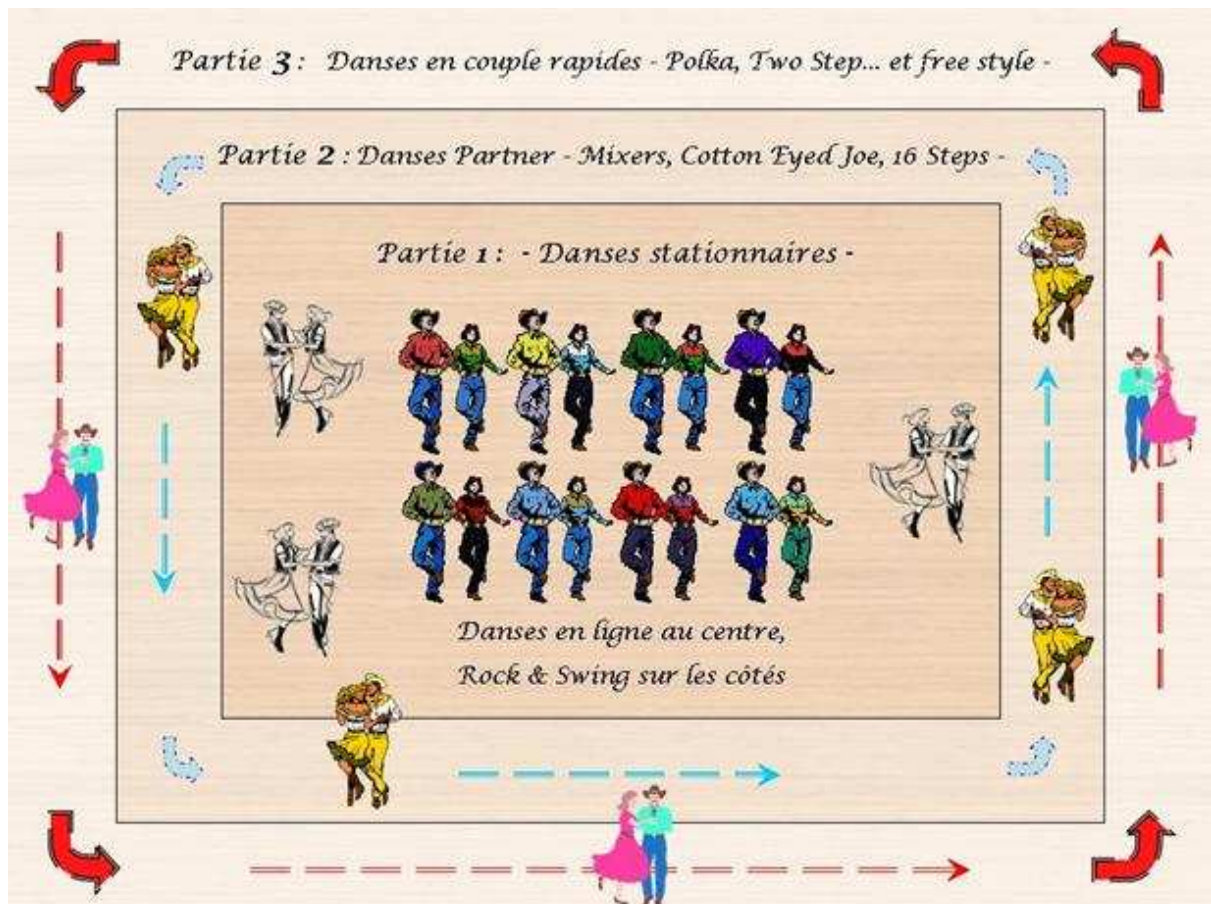 Partie 3 : Danses en couple rapides - Polka, Two Step... et free style -
Partie 2 : Danses Partner - Mixers, Cotton Eyed Joe, 16 Steps -
Partie 1 : - Danses stationnaires -
Danses en ligne au centre,
Rock & Swing sur les côtés